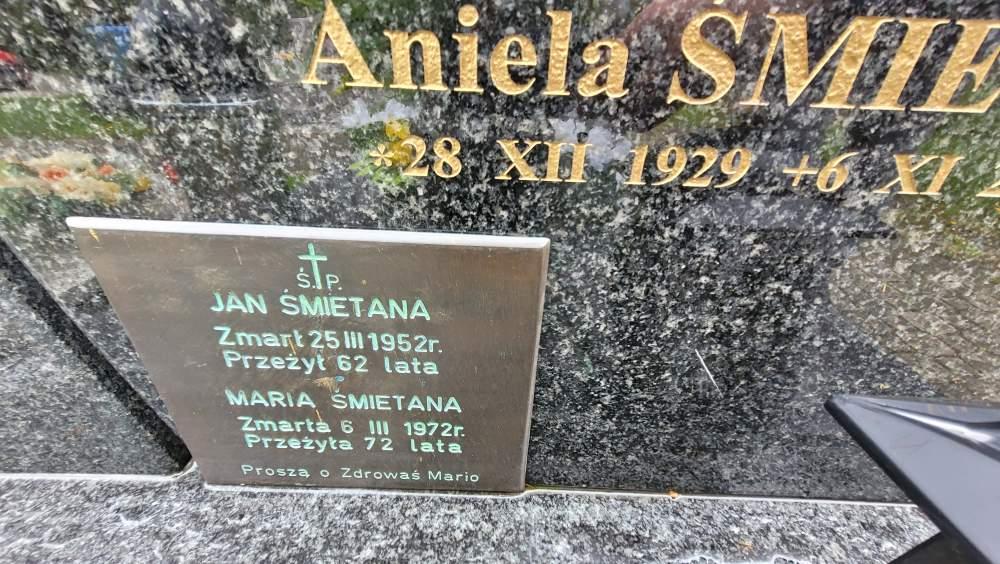 Aniela ŚMIE
*28 XII 1929 +6 XI
Ś.P.
JAN ŚMIETANA
Zmarł 25 III 1952r.
Przeżył 62 lata
MARIA ŚMIETANA
Zmarła 6 III 1972r.
Przeżyła 72 lata
Proszą o Zdrowaś Mario